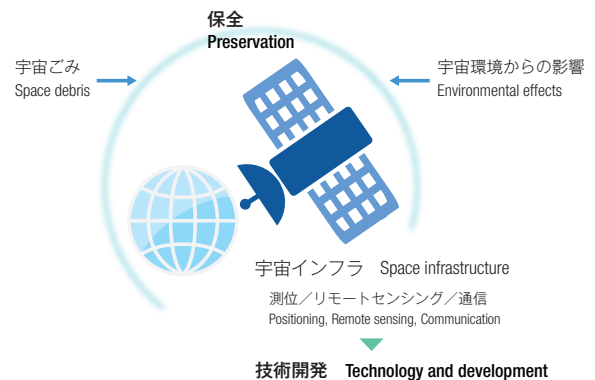 保全
Preservation
宇宙ごみ
Space debris
宇宙環境からの影響
Environmental effects
宇宙インフラ Space infrastructure
測位／リモートセンシング／通信
Positioning, Remote sensing, Communication
技術開発 Technology and development